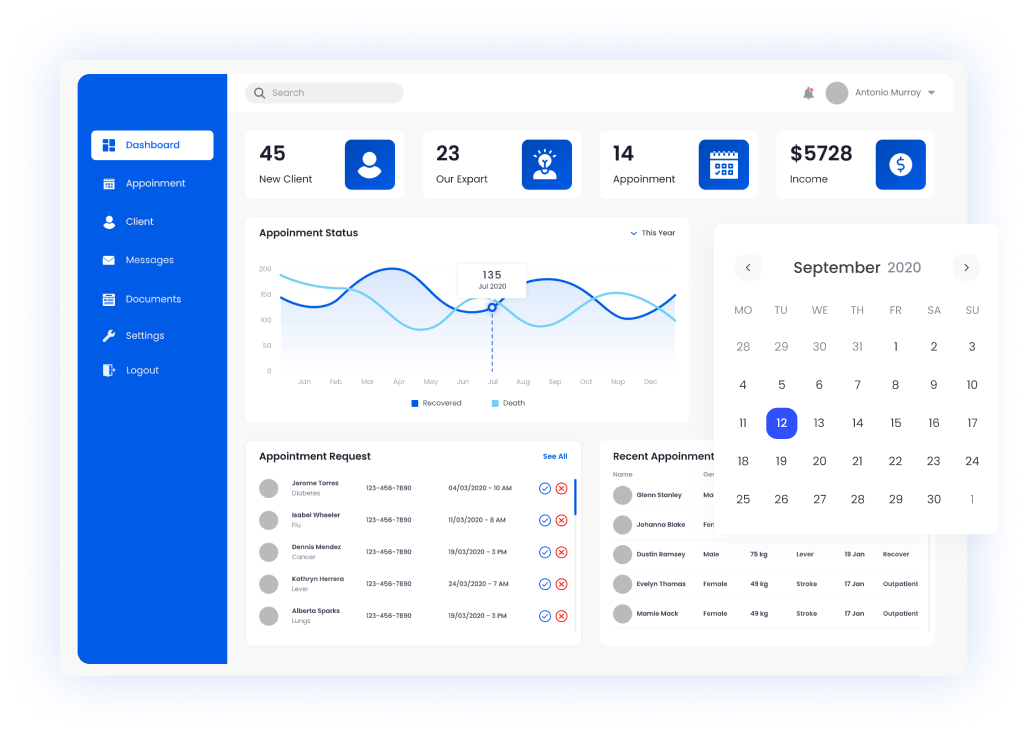 Search
Antonio Murray
Dashboard
Appoinment
Client
Messages
Documents
Settings
Logout
45
New Client
23
Our Expart
14
Appoinment
$5728
Income
Appoinment Status
This Year
200
150
100
50
0
135
Jul 2020
Jan Feb Mar Apr May Jun Jul Aug Sep Oct Nop Dec
Recovered Death
September 2020
MO TU WE TH FR SA SU
28 29 30 31 1 2 3
4 5 6 7 8 9 10
11 12 13 14 15 16 17
18 19 20 21 22 23 24
25 26 27 28 29 30 1
Appointment Request See All
Jerome Torres
Diabetes
123-456-7890 04/03/2020 - 10 AM
Isabel Wheeler
Flu
123-456-7890 11/03/2020 - 8 AM
Dennis Mendez
Cancer
123-456-7890 19/03/2020 - 3 PM
Kathryn Herrera
Lever
123-456-7890 24/03/2020 - 7 AM
Alberta Sparks
Lungs
123-456-7890 19/03/2020 - 3 PM
Recent Appoinment
Name Ge
Glenn Stanley Ma
Johanna Blake Fen
Dustin Ramsey Male 75 kg Lever 19 Jan Recover
Evelyn Thomas Female 49 kg Stroke 17 Jan Outpatient
Mamie Mack Female 49 kg Stroke 17 Jan Outpatient